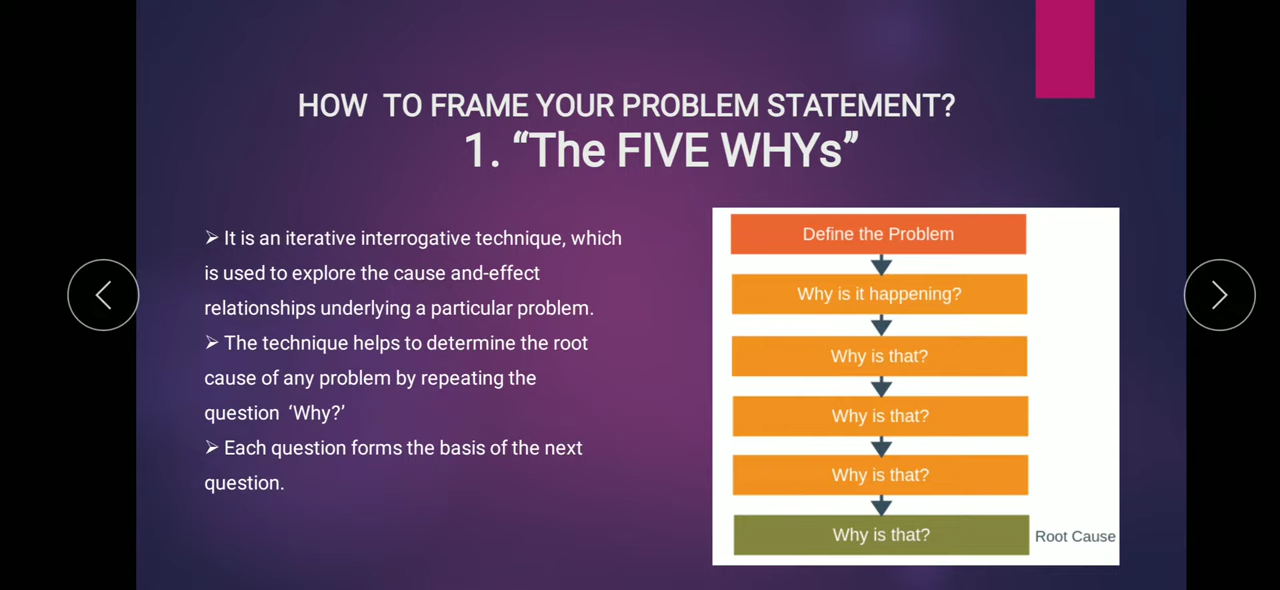 HOW TO FRAME YOUR PROBLEM STATEMENT?
1. “The FIVE WHYs”
➢ It is an iterative interrogative technique, which
is used to explore the cause and-effect
relationships underlying a particular problem.
➢ The technique helps to determine the root
cause of any problem by repeating the
question ‘Why?’
➢ Each question forms the basis of the next
question.
Define the Problem
Why is it happening?
Why is that?
Why is that?
Why is that?
Why is that?
Root Cause